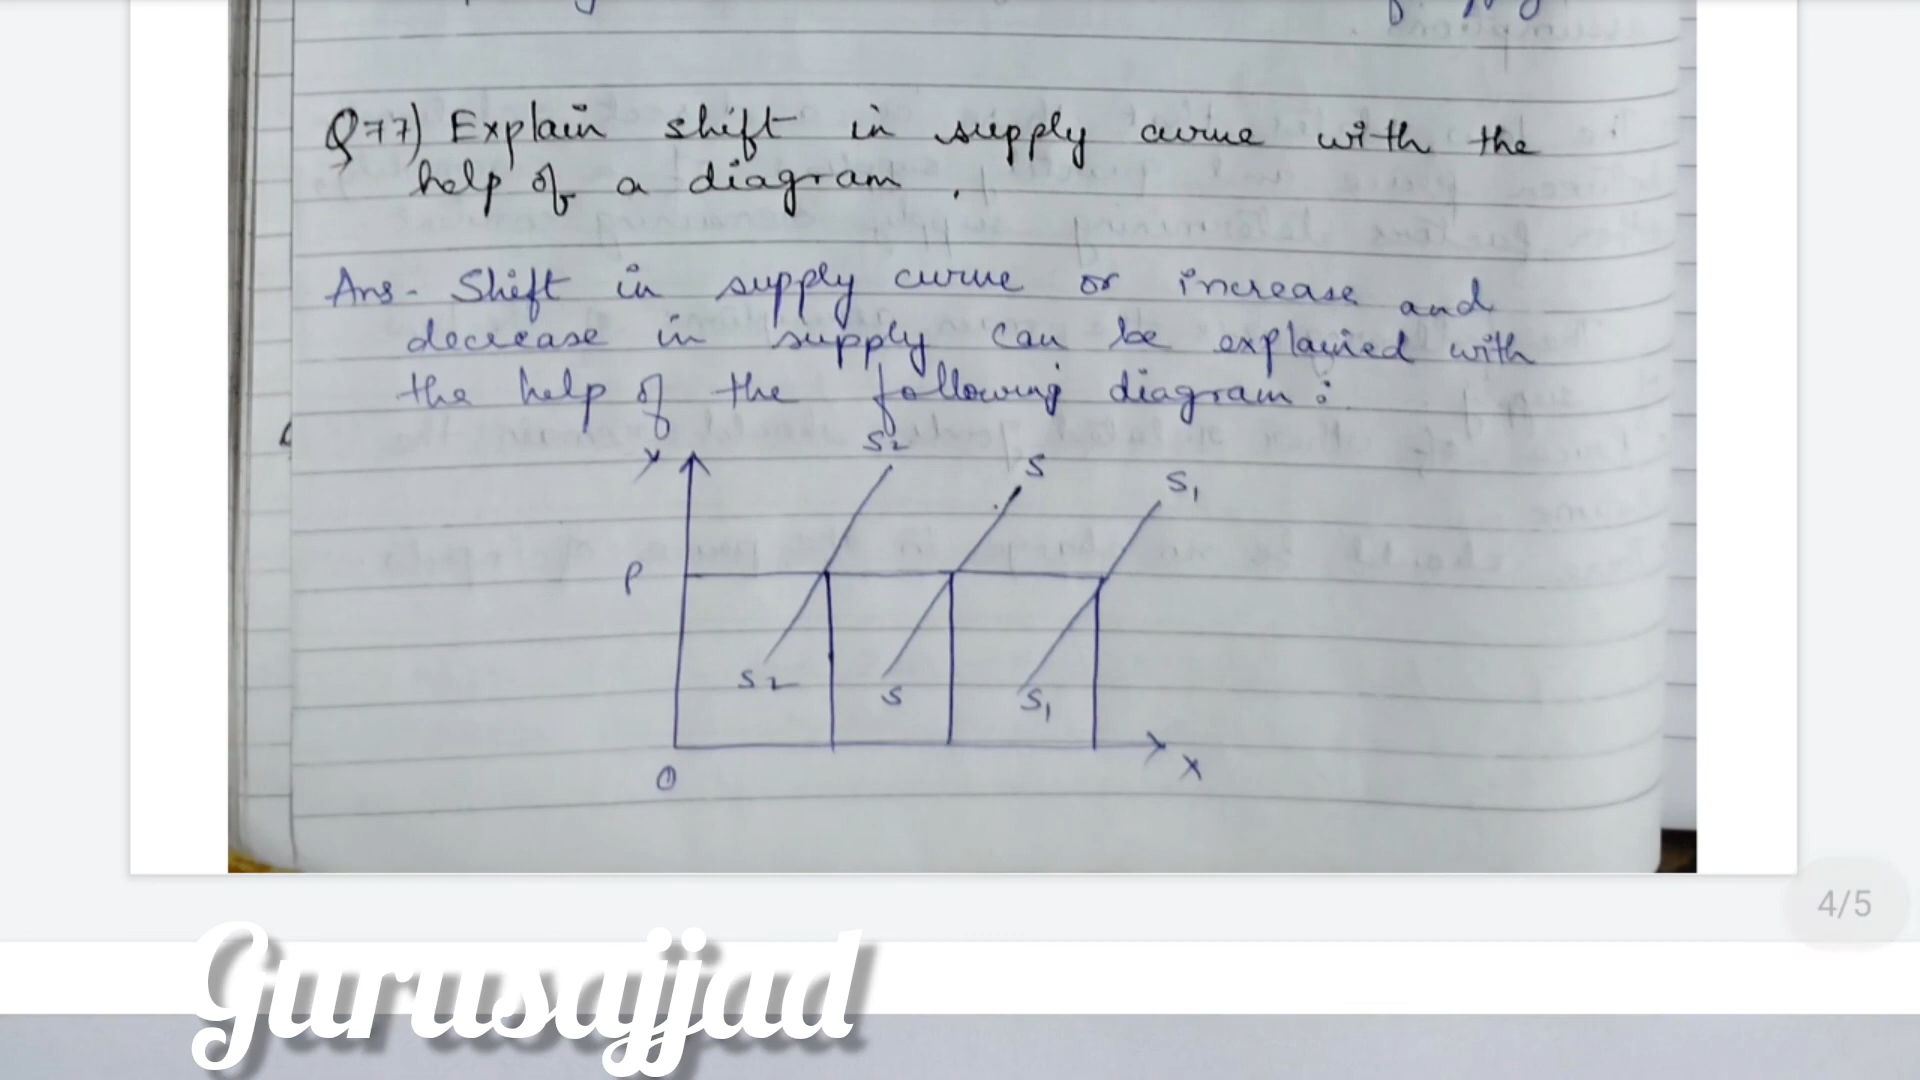 Q77) Explain shift in supply curve with the
help of a diagram .
Ans - Shift in supply curve or increase and
decrease in supply can be explained with
the help of the following diagram :
S2
Y
S
S1
P
S2
S
S1
O
X
4/5
Gurusajjad